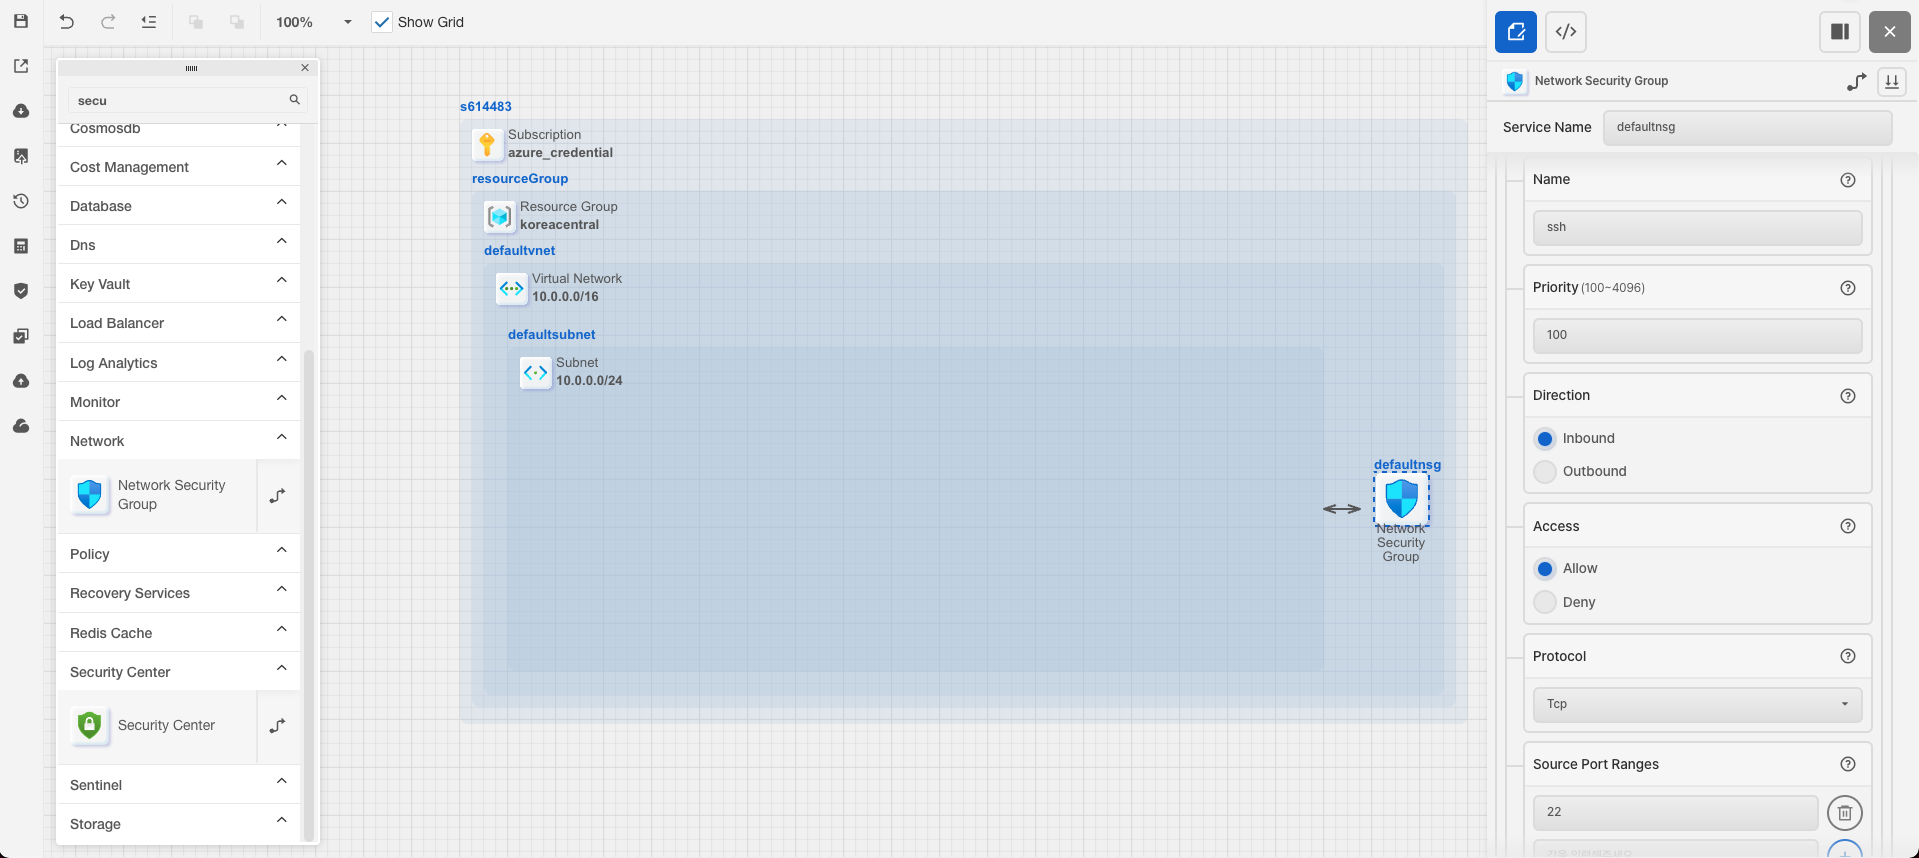 100%
Show Grid
secu
Cosmosdb
Cost Management
Database
Dns
Key Vault
Load Balancer
Log Analytics
Monitor
Network
Network Security
Group
Policy
Recovery Services
Redis Cache
Security Center
Security Center
Sentinel
Storage
s614483
Subscription
azure_credential
resourceGroup
Resource Group
koreacentral
defaultvnet
Virtual Network
10.0.0.0/16
defaultsubnet
Subnet
10.0.0.0/24
defaultnsg
Network
Security
Group
</>
Network Security Group
Service Name
defaultnsg
Name
ssh
Priority (100~4096)
100
Direction
Inbound
Outbound
Access
Allow
Deny
Protocol
Tcp
Source Port Ranges
22